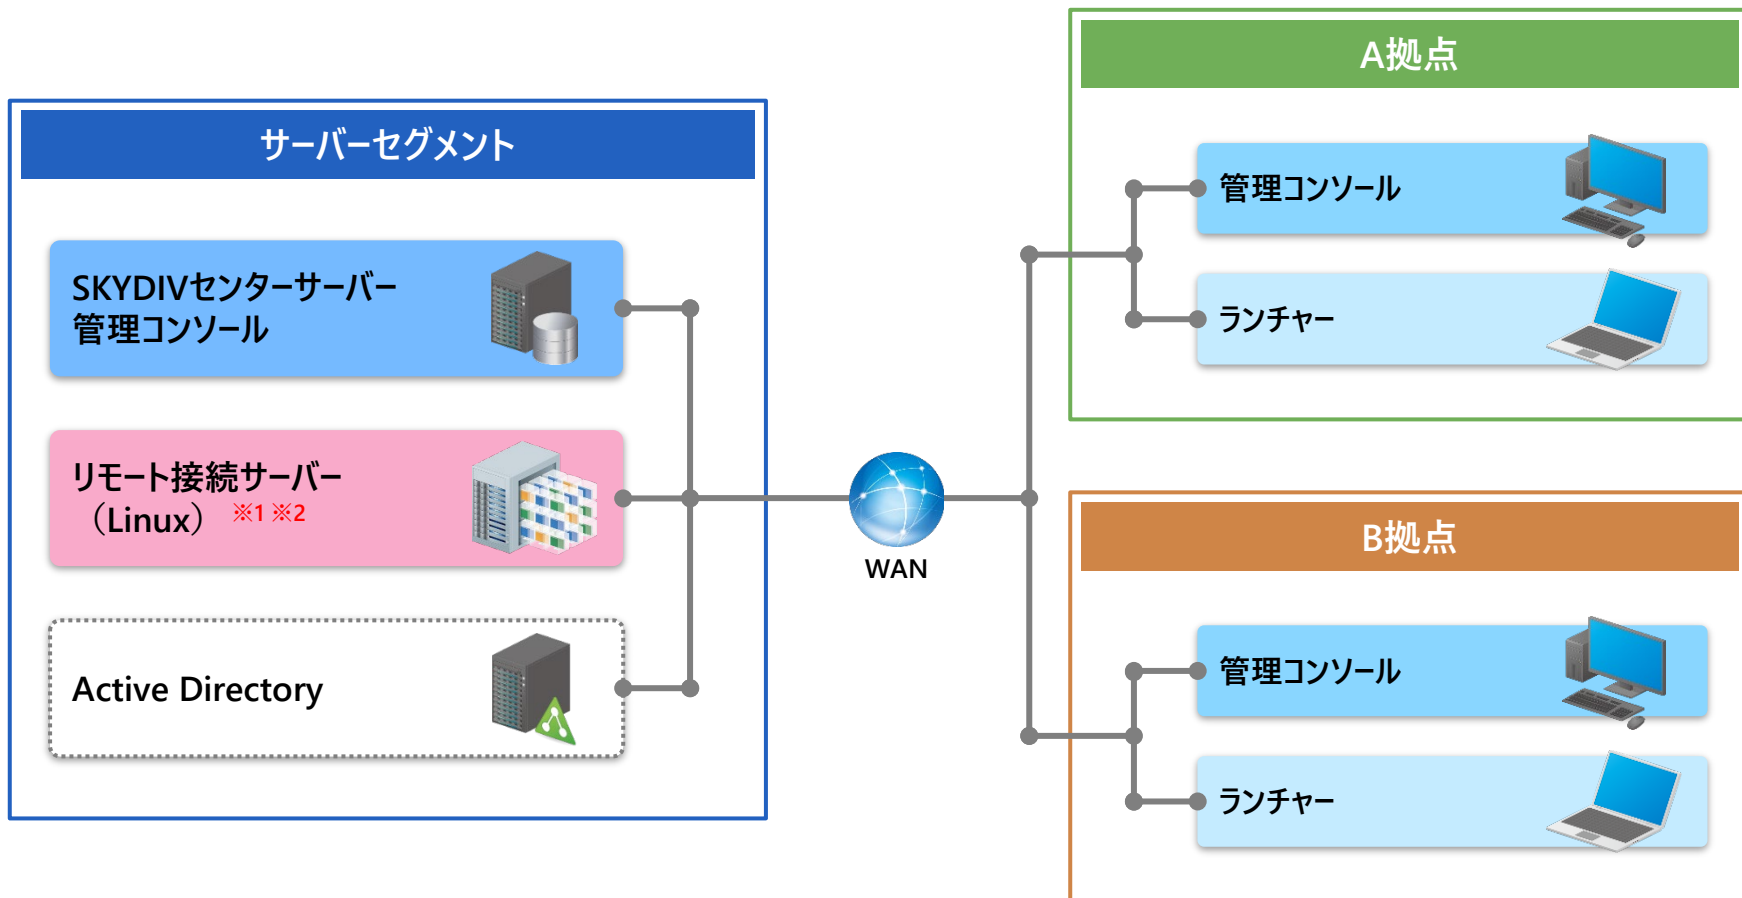 サーバーセグメント
SKYDIVセンターサーバー
管理コンソール
リモート接続サーバー
（Linux） ※1 ※2
Active Directory
WAN
A拠点
管理コンソール
ランチャー
B拠点
管理コンソール
ランチャー